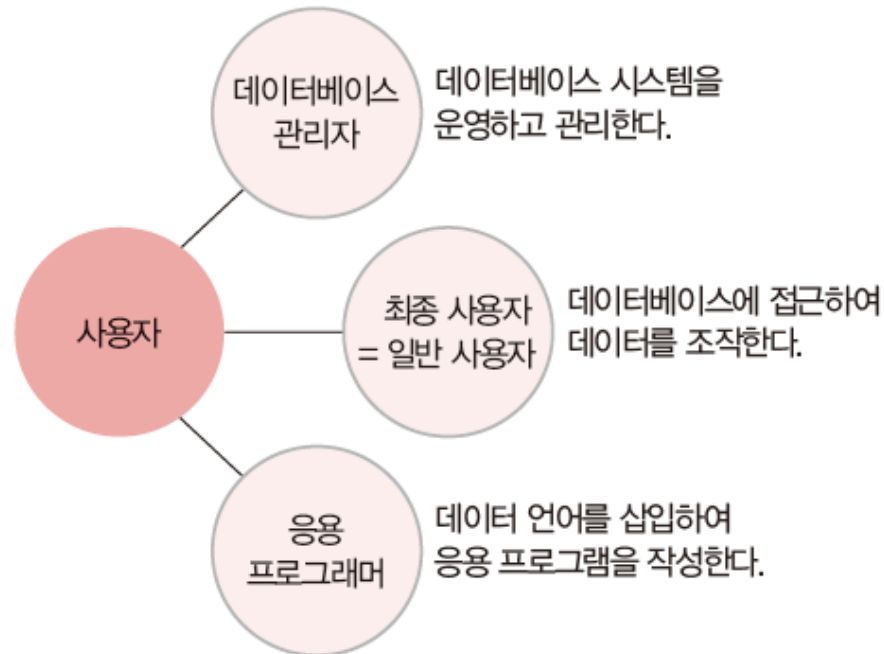 데이터베이스
관리자
데이터베이스 시스템을
운영하고 관리한다.
사용자
최종 사용자
= 일반 사용자
데이터베이스에 접근하여
데이터를 조작한다.
응용
프로그래머
데이터 언어를 삽입하여
응용 프로그램을 작성한다.